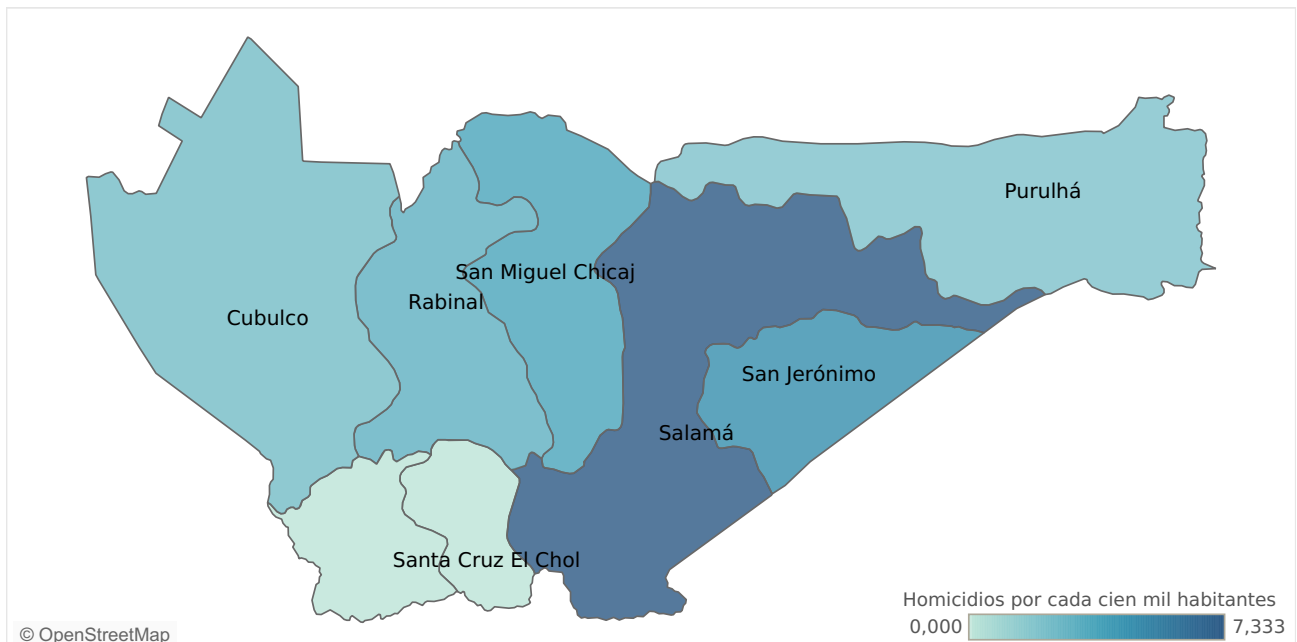 Purulhá
San Miguel Chicaj
Rabinal
Cubulco
San Jerónimo
Salamá
Santa Cruz El Chol
Homicidios por cada cien mil habitantes
0,000 7,333
© OpenStreetMap